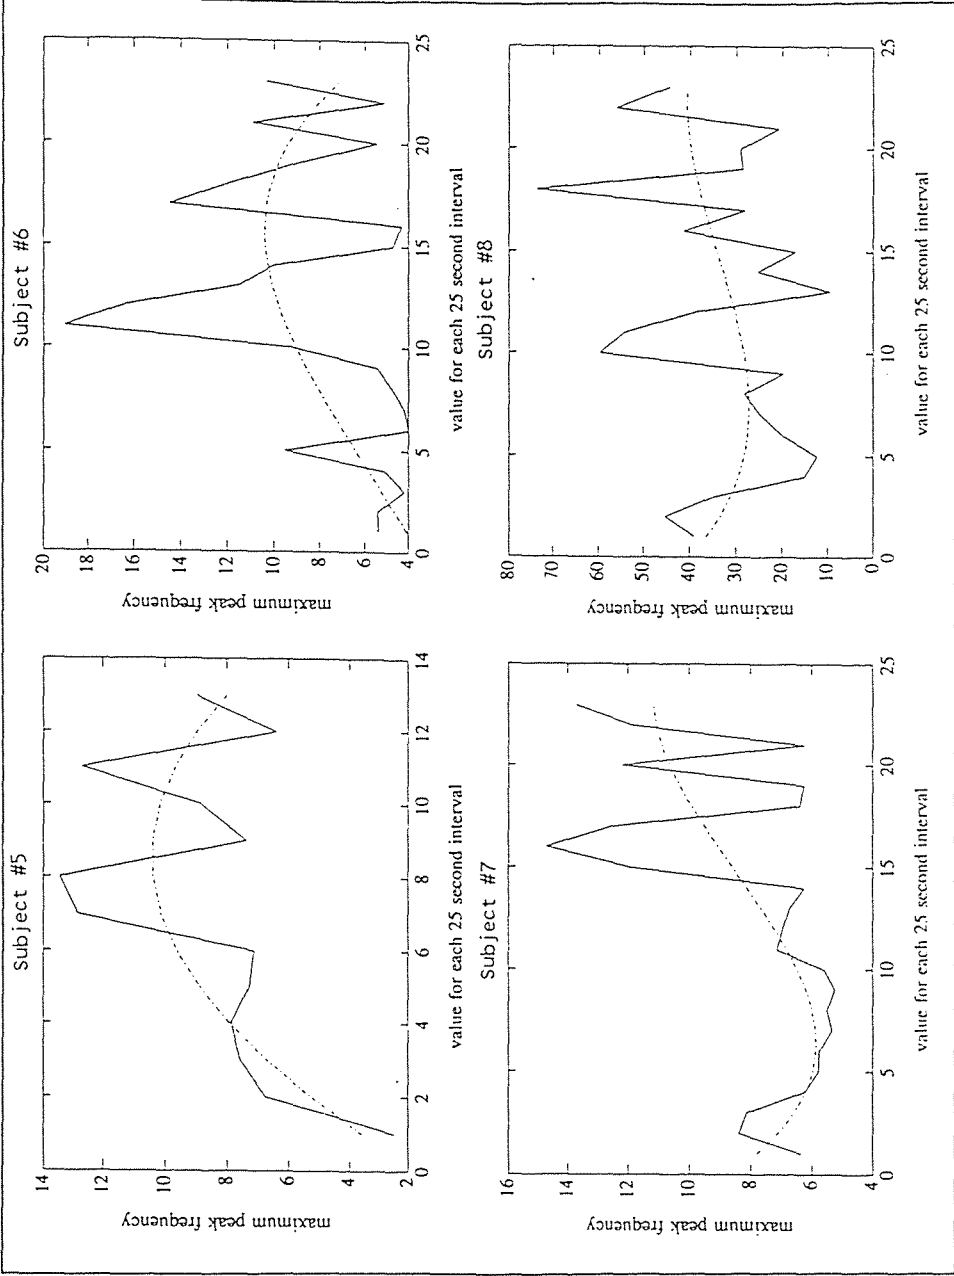 Subject #5
14
12
10
8
6
4
2
maximum peak frequency
0 2 4 6 8 10 12 14
value for each 25 second interval
Subject #6
20
18
16
14
12
10
8
6
4
maximum peak frequency
0 5 10 15 20 25
value for each 25 second interval
Subject #7
16
14
12
10
8
6
4
maximum peak frequency
0 5 10 15 20 25
value for each 25 second interval
Subject #8
80
70
60
50
40
30
20
10
0
maximum peak frequency
0 5 10 15 20 25
value for each 25 second interval